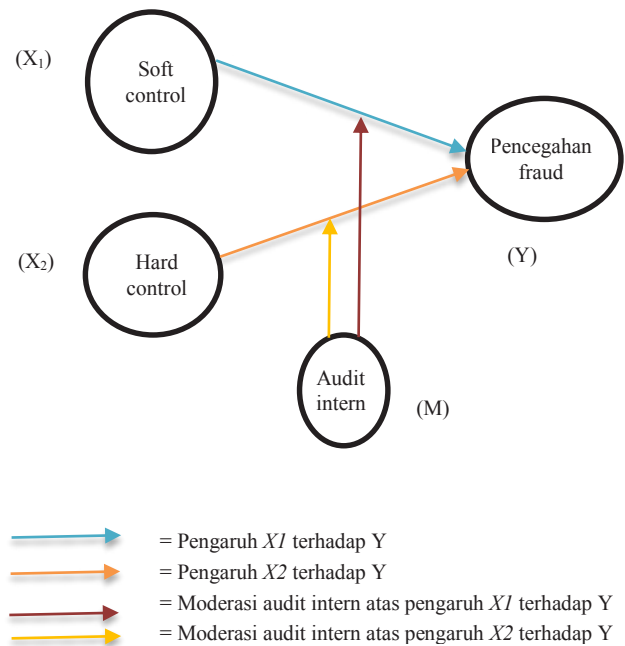 (X₁)
Soft
control
Pencegahan
fraud
(X₂)
Hard
control
(Y)
Audit
intern
(M)
= Pengaruh X1 terhadap Y
= Pengaruh X2 terhadap Y
= Moderasi audit intern atas pengaruh X1 terhadap Y
= Moderasi audit intern atas pengaruh X2 terhadap Y